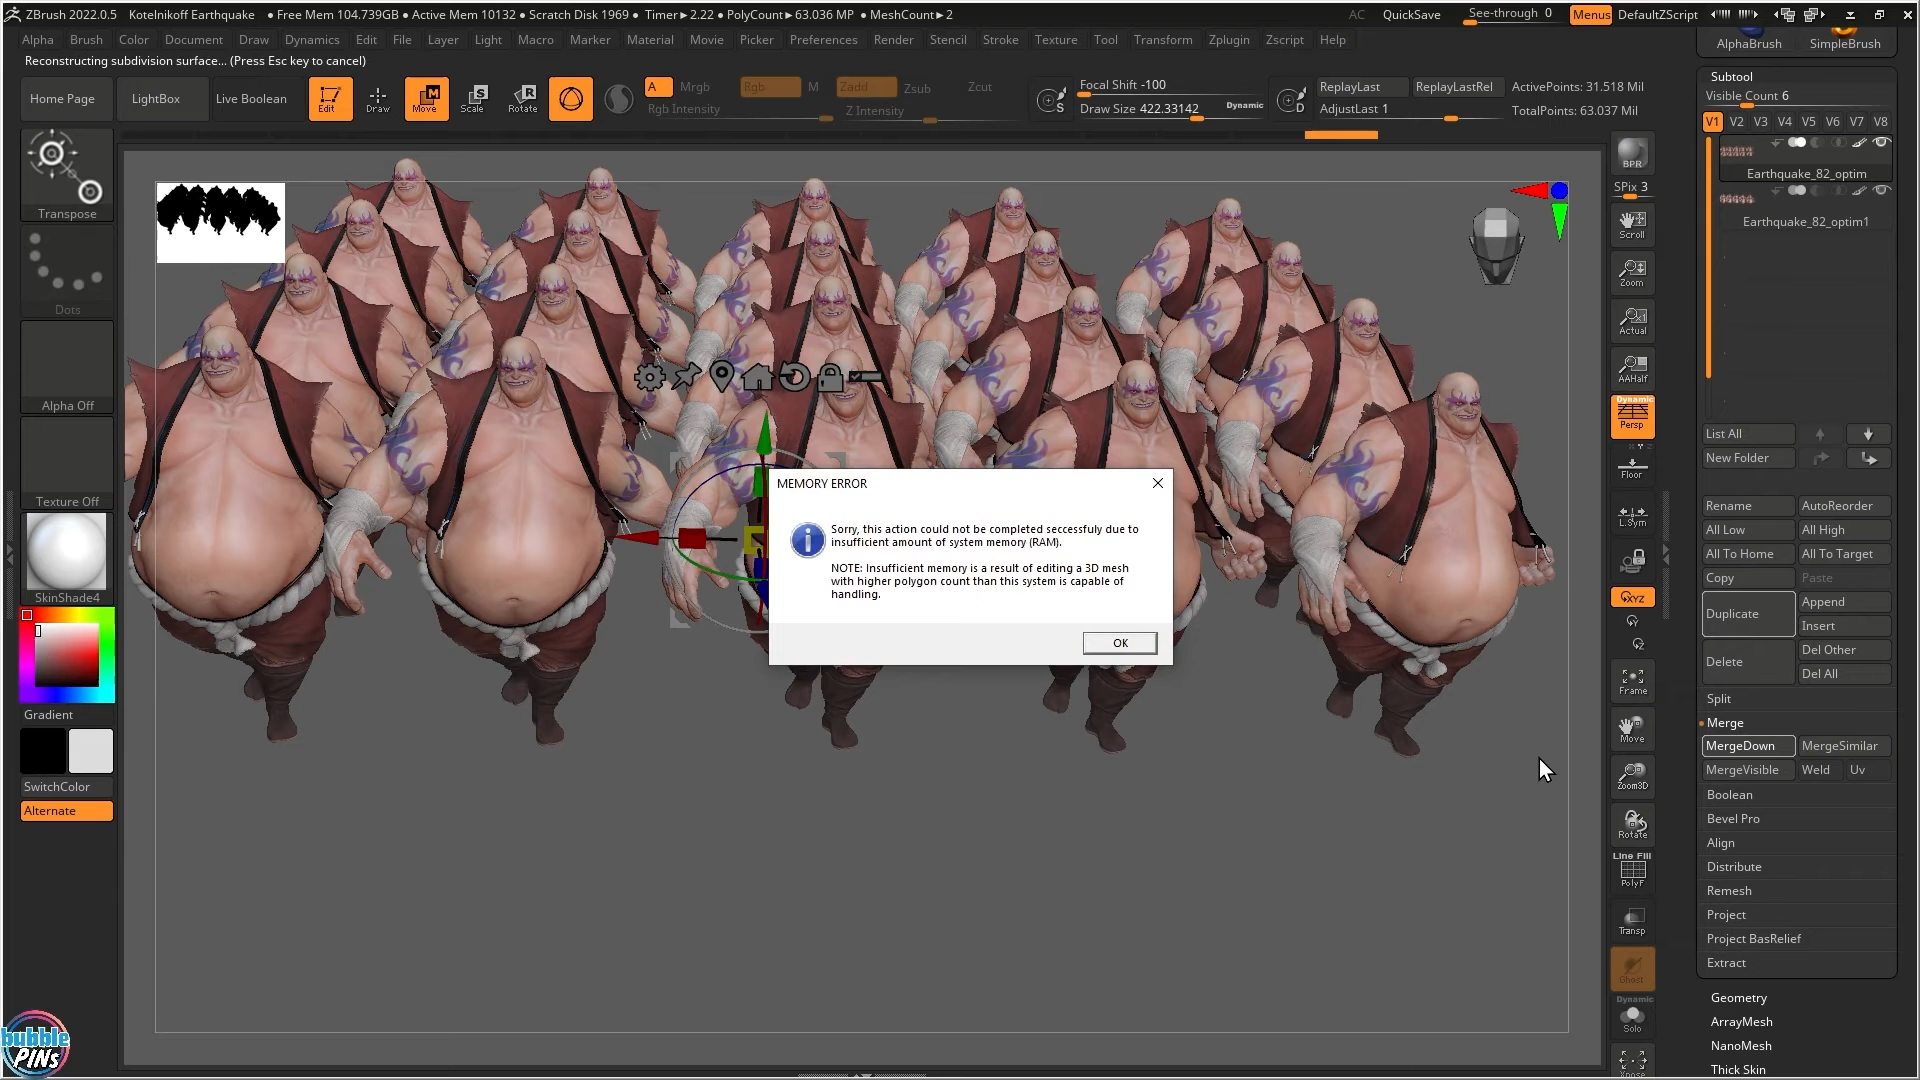 ZBrush 2022.0.5 Kotelnikoff Earthquake ● Free Mem 104.739GB ● Active Mem 10132 ● Scratch Disk 1969 ● Timer►2.22 ● PolyCount►63.036 MP ● MeshCount►2 AC QuickSave See-through 0 Menus DefaultZScript
Alpha Brush Color Document Draw Dynamics Edit File Layer Light Macro Marker Material Movie Picker Preferences Render Stencil Stroke Texture Tool Transform Zplugin Zscript Help
AlphaBrush SimpleBrush
Reconstructing subdivision surface... (Press Esc key to cancel)
Home Page LightBox Live Boolean
Edit Draw Move Scale Rotate
A Mrgb Rgb M Zadd Zsub Zcut
Rgb Intensity Z Intensity
Focal Shift -100
Draw Size 422.33142 Dynamic
ReplayLast ReplayLastRel ActivePoints: 31.518 Mil
AdjustLast 1 TotalPoints: 63.037 Mil
Transpose
Dots
Alpha Off
Texture Off
SkinShade4
Gradient
SwitchColor
Alternate
MEMORY ERROR
Sorry, this action could not be completed seccessfuly due to
insufficient amount of system memory (RAM).
NOTE: Insufficient memory is a result of editing a 3D mesh
with higher polygon count than this system is capable of
handling.
OK
BPR
SPix 3
Scroll
Zoom
Actual
AAHalf
Dynamic
Persp
Floor
L.Sym
XYZ
Frame
Move
Zoom3D
Rotate
Line Fill
PolyF
Transp
Ghost
Dynamic
Solo
Xpose
Subtool
Visible Count 6
V1 V2 V3 V4 V5 V6 V7 V8
Earthquake_82_optim
Earthquake_82_optim1
List All
New Folder
Rename AutoReorder
All Low All High
All To Home All To Target
Copy Paste
Duplicate Append
Insert
Delete Del Other
Del All
Split
Merge
MergeDown MergeSimilar
MergeVisible Weld Uv
Boolean
Bevel Pro
Align
Distribute
Remesh
Project
Project BasRelief
Extract
Geometry
ArrayMesh
NanoMesh
Thick Skin
bubble
PINs